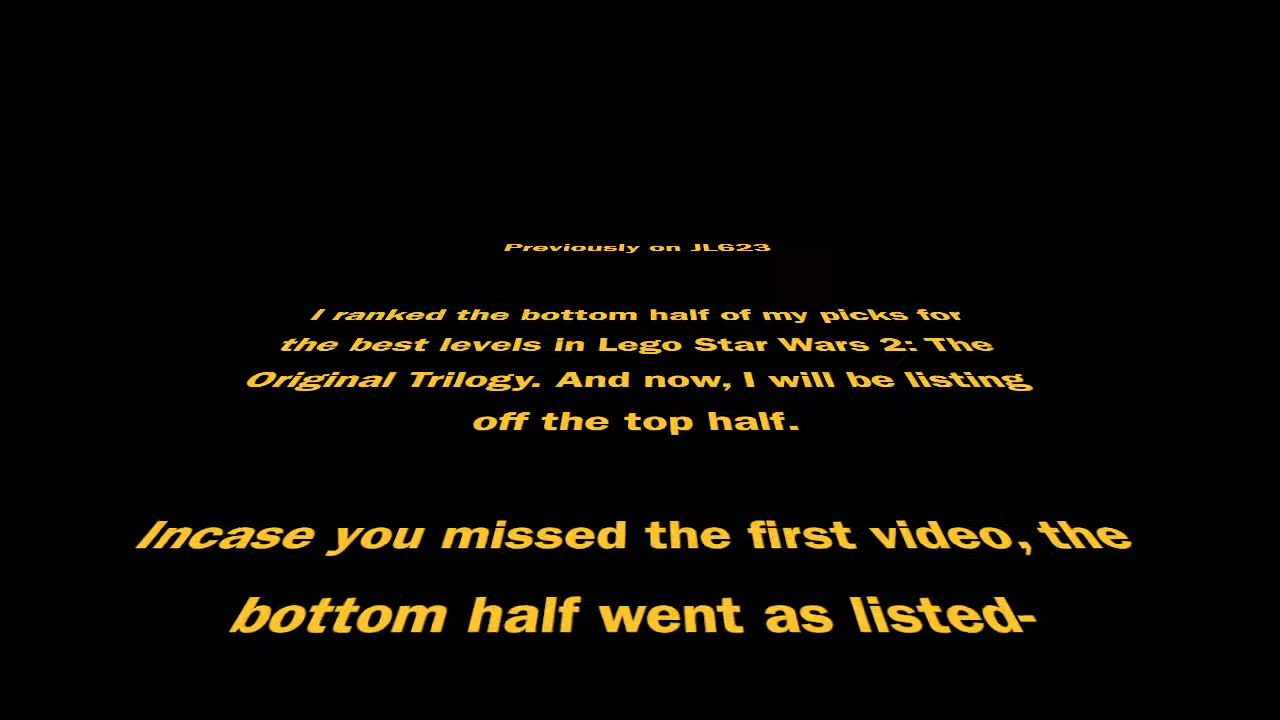 Previously on JL623
I ranked the bottom half of my picks for
the best levels in Lego Star Wars 2: The
Original Trilogy. And now, I will be listing
off the top half.
Incase you missed the first video, the
bottom half went as listed-